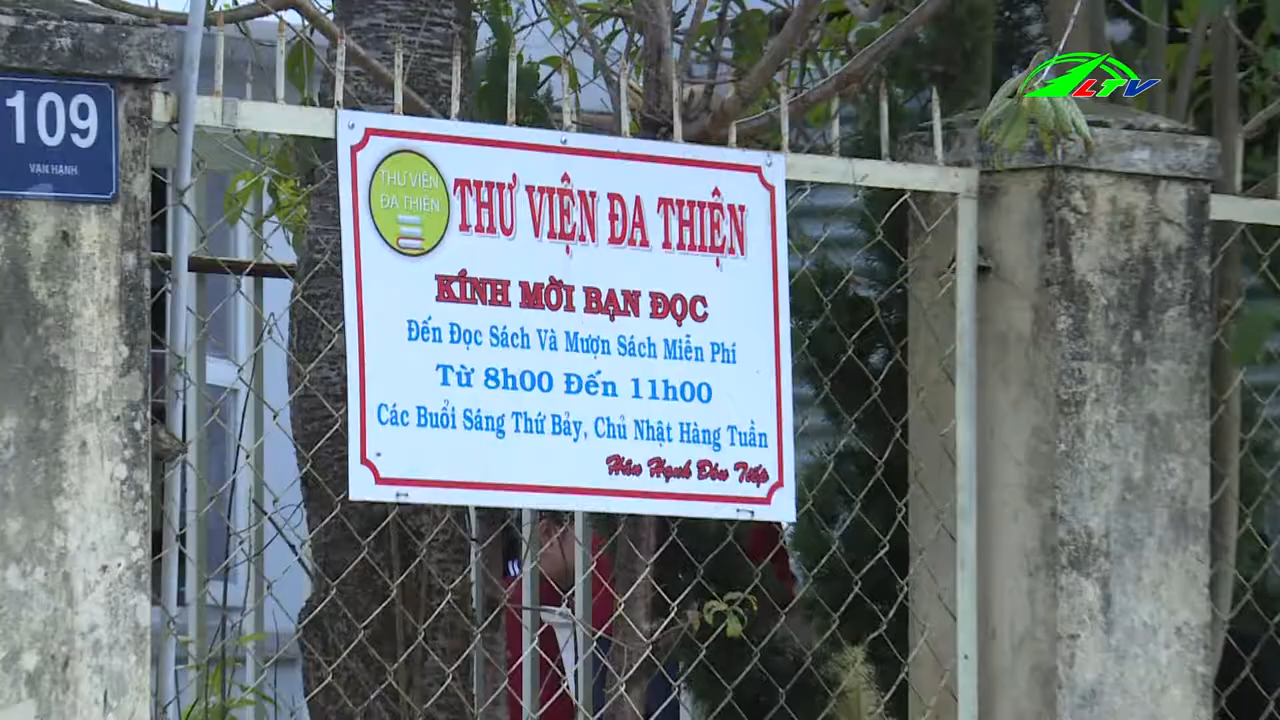 109
VẠN HẠNH
LTV
THƯ VIỆN
ĐA THIỆN
THƯ VIỆN ĐA THIỆN
KÍNH MỜI BẠN ĐỌC
Đến Đọc Sách Và Mượn Sách Miễn Phí
Từ 8h00 Đến 11h00
Các Buổi Sáng Thứ Bảy, Chủ Nhật Hàng Tuần
Hân Hạnh Đón Tiếp